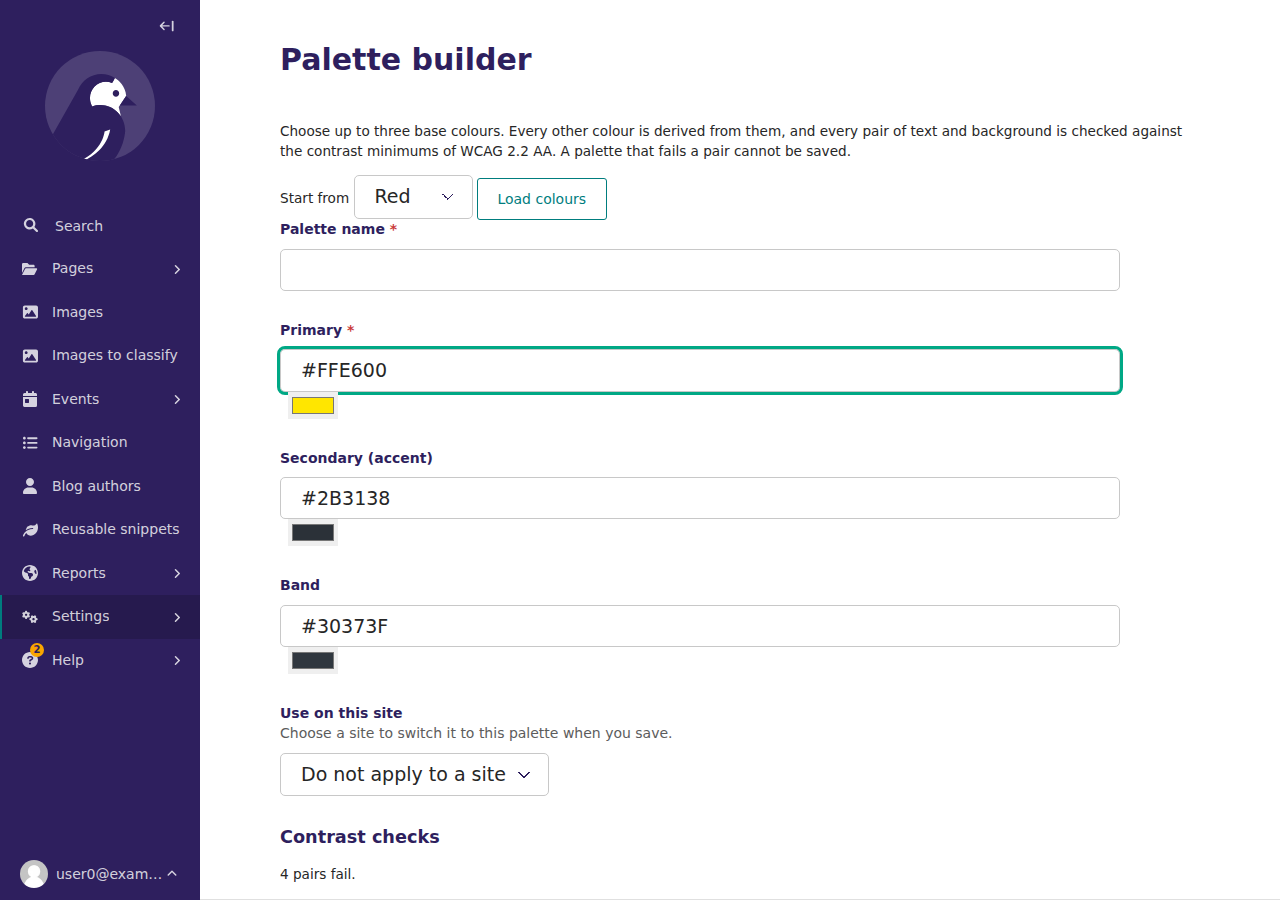 Search
Pages
Images
Images to classify
Events
Navigation
Blog authors
Reusable snippets
Reports
Settings
2
Help
user0@exam…
Palette builder
Choose up to three base colours. Every other colour is derived from them, and every pair of text and background is checked against
the contrast minimums of WCAG 2.2 AA. A palette that fails a pair cannot be saved.
Start from Red Load colours
Palette name *
Primary *
#FFE600
Secondary (accent)
#2B3138
Band
#30373F
Use on this site
Choose a site to switch it to this palette when you save.
Do not apply to a site
Contrast checks
4 pairs fail.